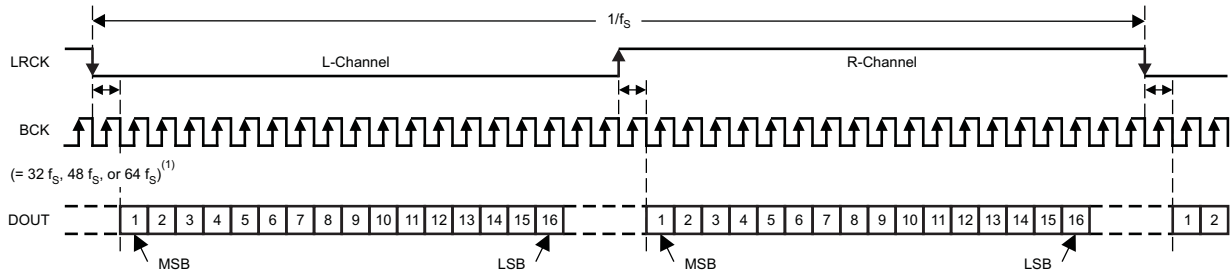 1/fS
LRCK
L-Channel
R-Channel
BCK
(= 32 fS, 48 fS, or 64 fS)(1)
DOUT
1 2 3 4 5 6 7 8 9 10 11 12 13 14 15 16
1 2 3 4 5 6 7 8 9 10 11 12 13 14 15 16
1 2
MSB
LSB
MSB
LSB